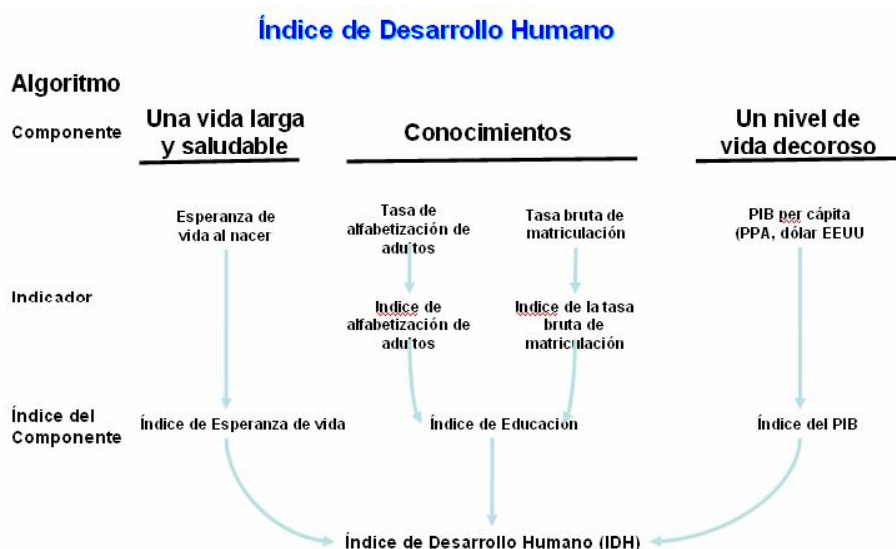 Índice de Desarrollo Humano
Algoritmo
Componente
Una vida larga
y saludable
Conocimientos
Un nivel de
vida decoroso
Esperanza de
vida al nacer
Tasa de
alfabetización de
adultos
Tasa bruta de
matriculación
PIB per cápita
(PPA, dólar EEUU
Indicador
Indice de
alfabetización de
adultos
Indice de la tasa
bruta de
matriculación
Índice del
Componente
Índice de Esperanza de vida
Índice de Educación
Índice del PIB
Índice de Desarrollo Humano (IDH)